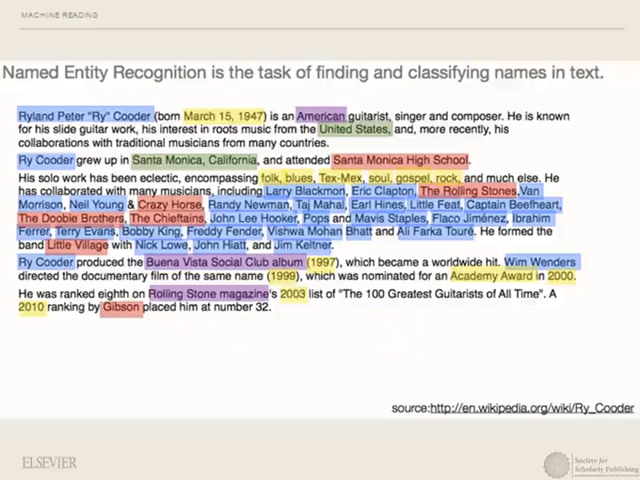 MACHINE READING
Named Entity Recognition is the task of finding and classifying names in text.
Ryland Peter "Ry" Cooder (born March 15, 1947) is an American guitarist, singer and composer. He is known
for his slide guitar work, his interest in roots music from the United States, and, more recently, his
collaborations with traditional musicians from many countries.
Ry Cooder grew up in Santa Monica, California, and attended Santa Monica High School.
His solo work has been eclectic, encompassing folk, blues, Tex-Mex, soul, gospel, rock, and much else. He
has collaborated with many musicians, including Larry Blackmon, Eric Clapton, The Rolling Stones,Van
Morrison, Neil Young & Crazy Horse, Randy Newman, Taj Mahal, Earl Hines, Little Feat, Captain Beefheart,
The Doobie Brothers, The Chieftains, John Lee Hooker, Pops and Mavis Staples, Flaco Jiménez, Ibrahim
Ferrer, Terry Evans, Bobby King, Freddy Fender, Vishwa Mohan Bhatt and Ali Farka Touré. He formed the
band Little Village with Nick Lowe, John Hiatt, and Jim Keltner.
Ry Cooder produced the Buena Vista Social Club album (1997), which became a worldwide hit. Wim Wenders
directed the documentary film of the same name (1999), which was nominated for an Academy Award in 2000.
He was ranked eighth on Rolling Stone magazine's 2003 list of "The 100 Greatest Guitarists of All Time". A
2010 ranking by Gibson placed him at number 32.
source:http://en.wikipedia.org/wiki/Ry_Cooder
ELSEVIER
Society for
Scholarly Publishing